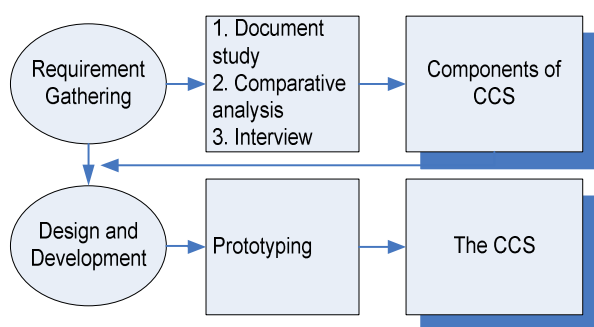 Requirement
Gathering
1. Document
study
2. Comparative
analysis
3. Interview
Components of
CCS
Design and
Development
Prototyping
The CCS